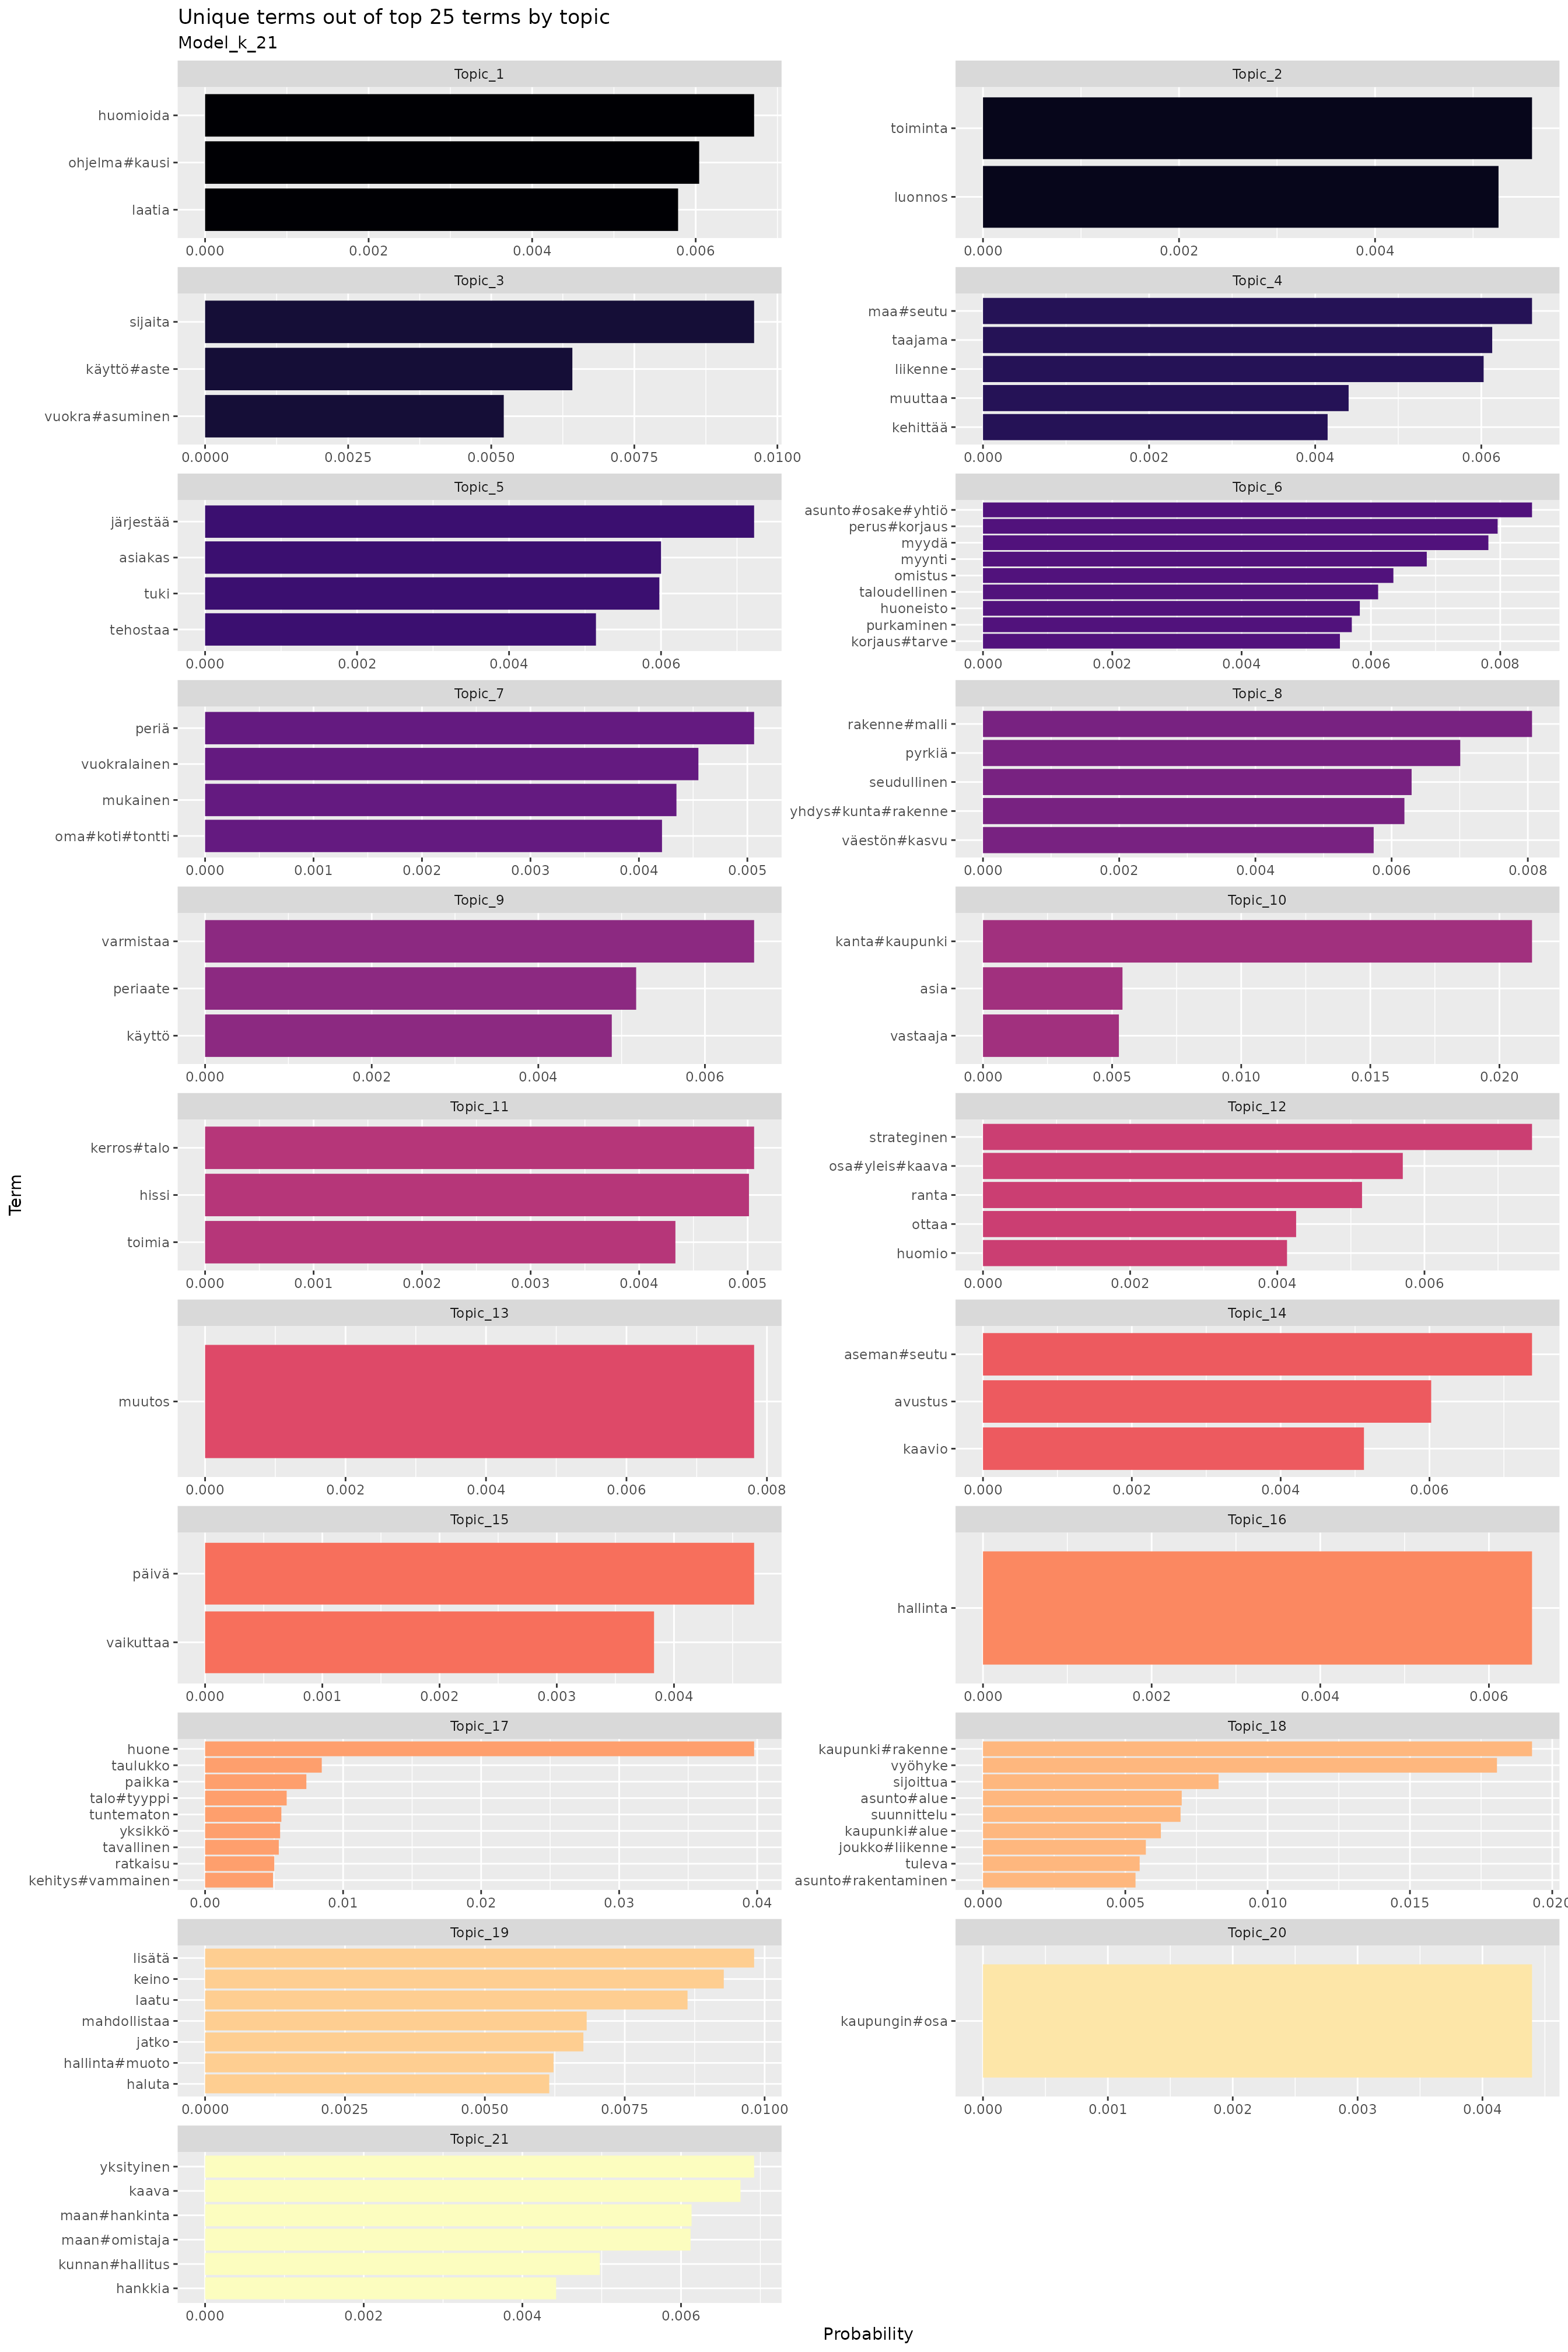 Unique terms out of top 25 terms by topic
Model_k_21
Topic_1
huomioida
ohjelma#kausi
laatia
0.000 0.002 0.004 0.006
Topic_2
toiminta
luonnos
0.000 0.002 0.004
Topic_3
sijaita
käyttö#aste
vuokra#asuminen
0.0000 0.0025 0.0050 0.0075 0.0100
Topic_4
maa#seutu
taajama
liikenne
muuttaa
kehittää
0.000 0.002 0.004 0.006
Topic_5
järjestää
asiakas
tuki
tehostaa
0.000 0.002 0.004 0.006
Topic_6
asunto#osake#yhtiö
perus#korjaus
myydä
myynti
omistus
taloudellinen
huoneisto
purkaminen
korjaus#tarve
0.000 0.002 0.004 0.006 0.008
Topic_7
periä
vuokralainen
mukainen
oma#koti#tontti
0.000 0.001 0.002 0.003 0.004 0.005
Topic_8
rakenne#malli
pyrkiä
seudullinen
yhdys#kunta#rakenne
väestön#kasvu
0.000 0.002 0.004 0.006 0.008
Topic_9
varmistaa
periaate
käyttö
0.000 0.002 0.004 0.006
Topic_10
kanta#kaupunki
asia
vastaaja
0.000 0.005 0.010 0.015 0.020
Topic_11
kerros#talo
hissi
toimia
0.000 0.001 0.002 0.003 0.004 0.005
Topic_12
strateginen
osa#yleis#kaava
ranta
ottaa
huomio
0.000 0.002 0.004 0.006
Topic_13
muutos
0.000 0.002 0.004 0.006 0.008
Topic_14
aseman#seutu
avustus
kaavio
0.000 0.002 0.004 0.006
Topic_15
päivä
vaikuttaa
0.000 0.001 0.002 0.003 0.004
Topic_16
hallinta
0.000 0.002 0.004 0.006
Topic_17
huone
taulukko
paikka
talo#tyyppi
tuntematon
yksikkö
tavallinen
ratkaisu
kehitys#vammainen
0.00 0.01 0.02 0.03 0.04
Topic_18
kaupunki#rakenne
vyöhyke
sijoittua
asunto#alue
suunnittelu
kaupunki#alue
joukko#liikenne
tuleva
asunto#rakentaminen
0.000 0.005 0.010 0.015 0.020
Topic_19
lisätä
keino
laatu
mahdollistaa
jatko
hallinta#muoto
haluta
0.0000 0.0025 0.0050 0.0075 0.0100
Topic_20
kaupungin#osa
0.000 0.001 0.002 0.003 0.004
Topic_21
yksityinen
kaava
maan#hankinta
maan#omistaja
kunnan#hallitus
hankkia
0.000 0.002 0.004 0.006
Term
Probability